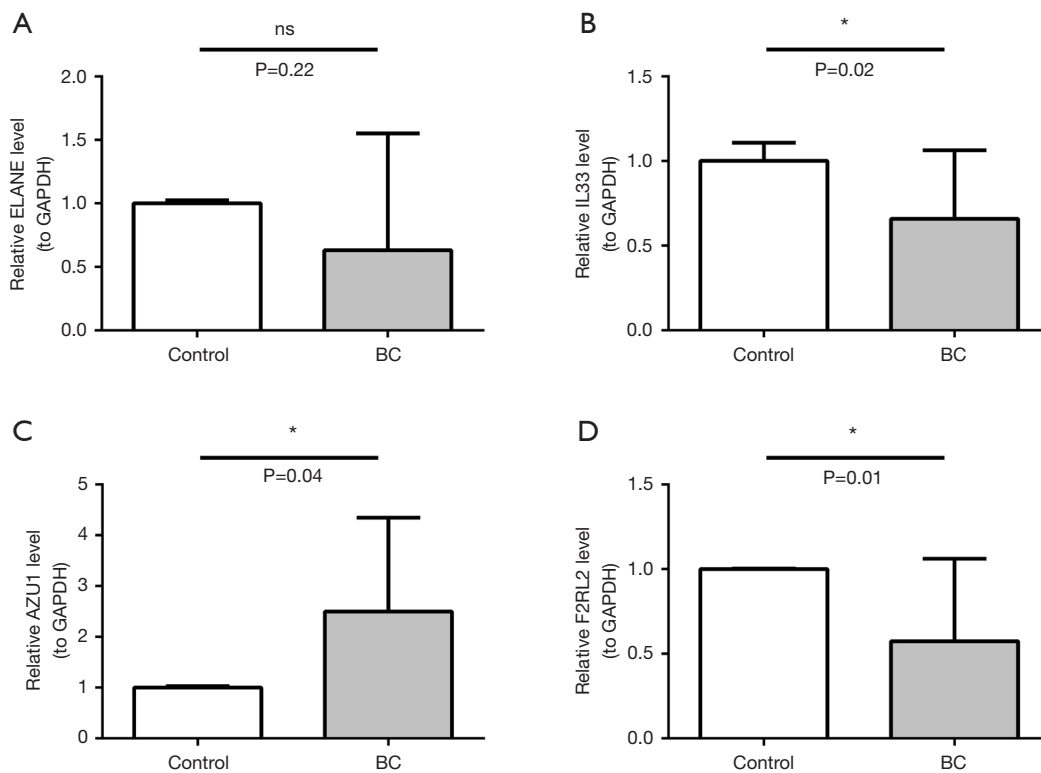 A
ns
P=0.22
Relative ELANE level
(to GAPDH)
2.0
1.5
1.0
0.5
0.0
Control
BC
B
*
P=0.02
Relative IL33 level
(to GAPDH)
1.5
1.0
0.5
0.0
Control
BC
C
*
P=0.04
Relative AZU1 level
(to GAPDH)
5
4
3
2
1
0
Control
BC
D
*
P=0.01
Relative F2RL2 level
(to GAPDH)
1.5
1.0
0.5
0.0
Control
BC